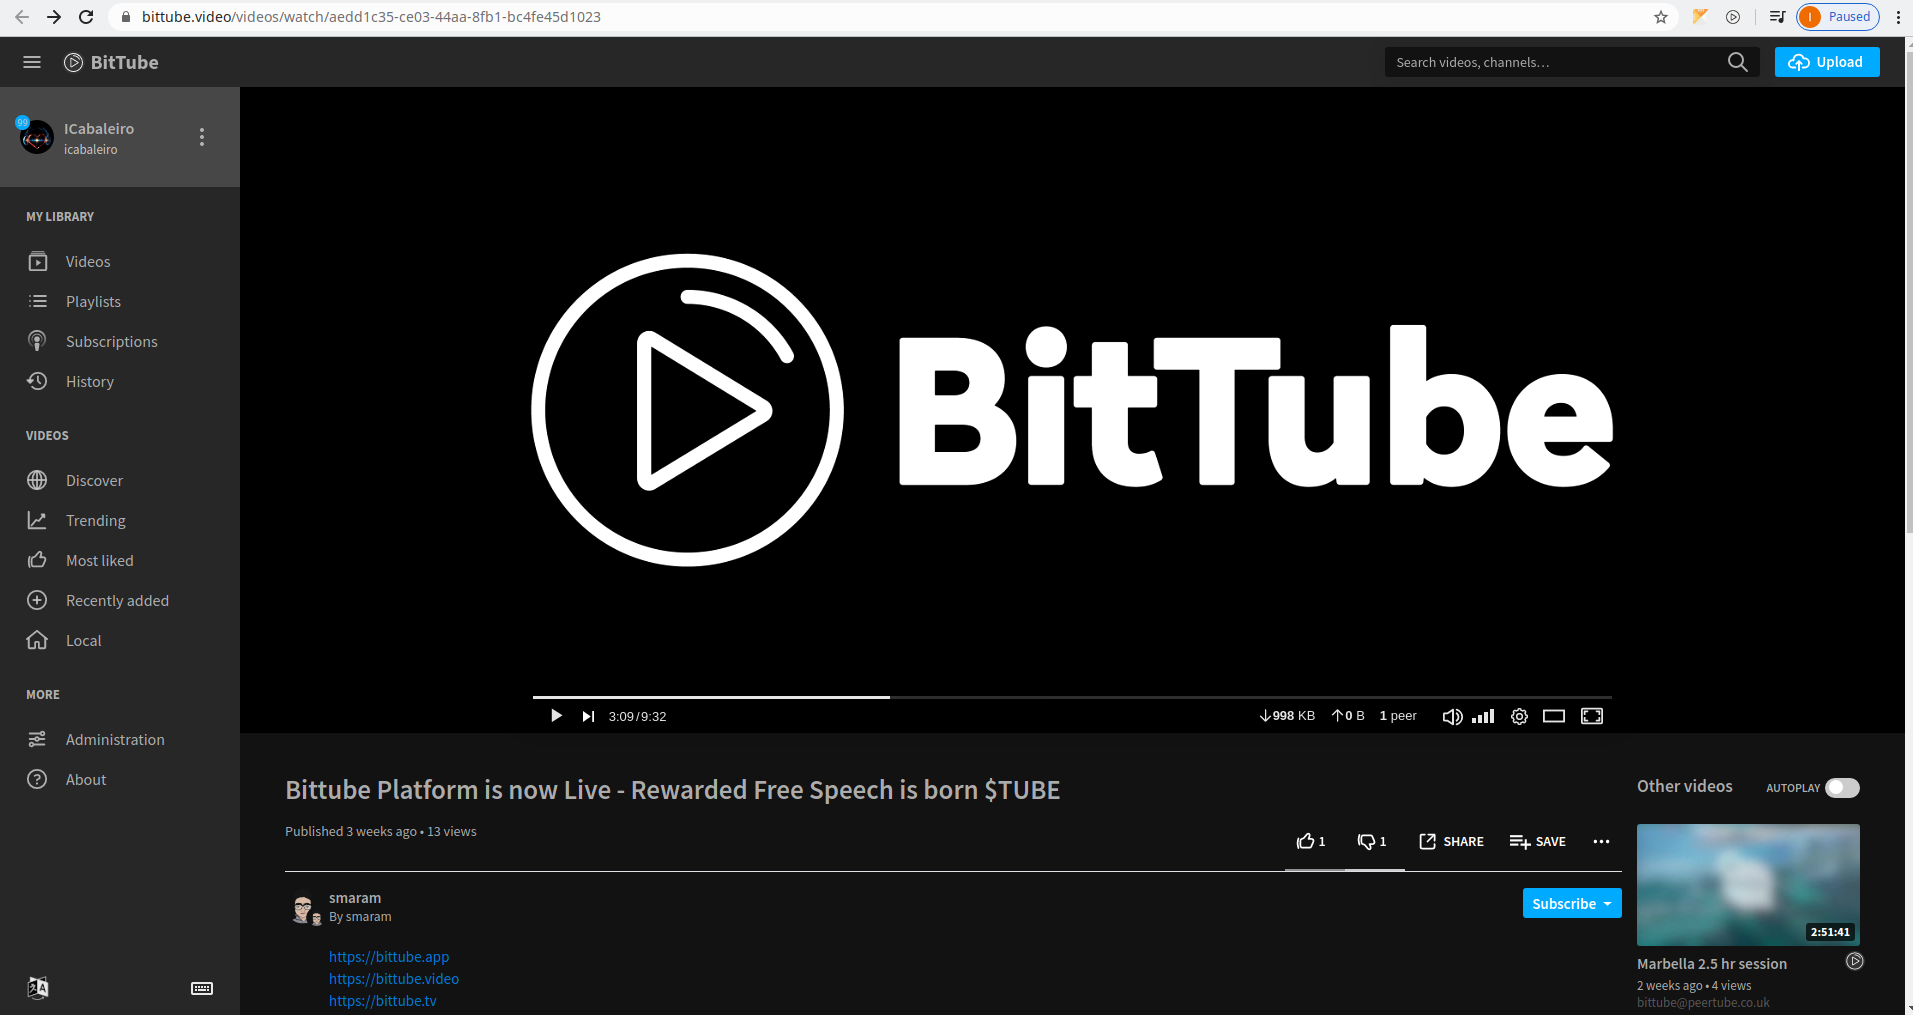 bittube.video/videos/watch/aedd1c35-ce03-44aa-8fb1-bc4fe45d1023
I Paused
BitTube
Search videos, channels…
Upload
99
ICabaleiro
icabaleiro
MY LIBRARY
Videos
Playlists
Subscriptions
History
VIDEOS
Discover
Trending
Most liked
Recently added
Local
MORE
Administration
About
BitTube
3:09/9:32
↓998 KB ↑0 B 1 peer
Bittube Platform is now Live - Rewarded Free Speech is born $TUBE
Published 3 weeks ago • 13 views
1 1 SHARE SAVE
smaram
By smaram
Subscribe
https://bittube.app
https://bittube.video
https://bittube.tv
Other videos AUTOPLAY
2:51:41
Marbella 2.5 hr session
2 weeks ago • 4 views
bittube@peertube.co.uk